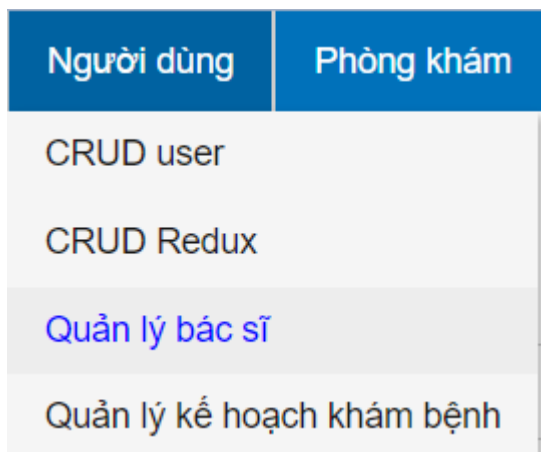 Người dùng Phòng khám
CRUD user
CRUD Redux
Quản lý bác sĩ
Quản lý kế hoạch khám bệnh